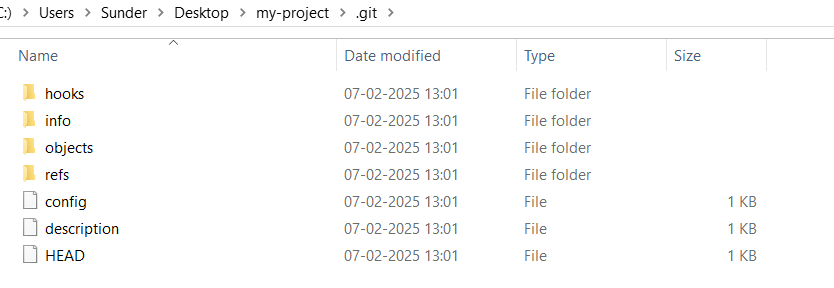 C:) > Users > Sunder > Desktop > my-project > .git >
Name Date modified Type Size
hooks 07-02-2025 13:01 File folder
info 07-02-2025 13:01 File folder
objects 07-02-2025 13:01 File folder
refs 07-02-2025 13:01 File folder
config 07-02-2025 13:01 File 1 KB
description 07-02-2025 13:01 File 1 KB
HEAD 07-02-2025 13:01 File 1 KB